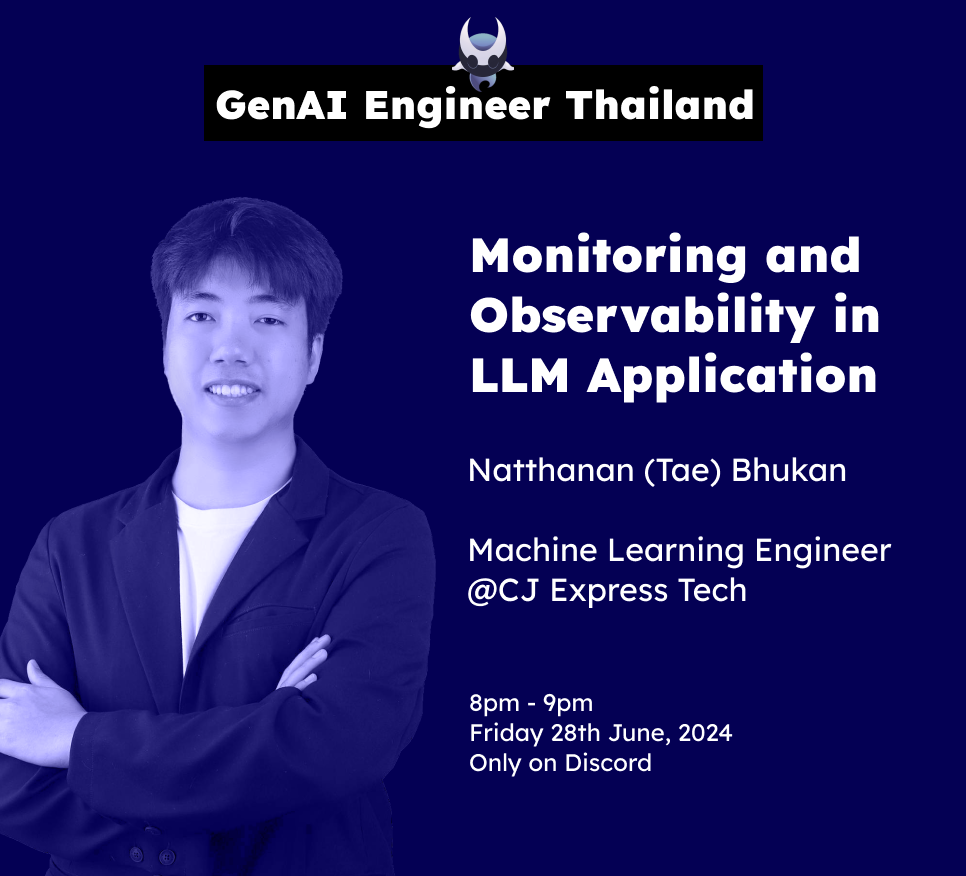 GenAI Engineer Thailand
Monitoring and
Observability in
LLM Application
Natthanan (Tae) Bhukan
Machine Learning Engineer
@CJ Express Tech
8pm - 9pm
Friday 28th June, 2024
Only on Discord